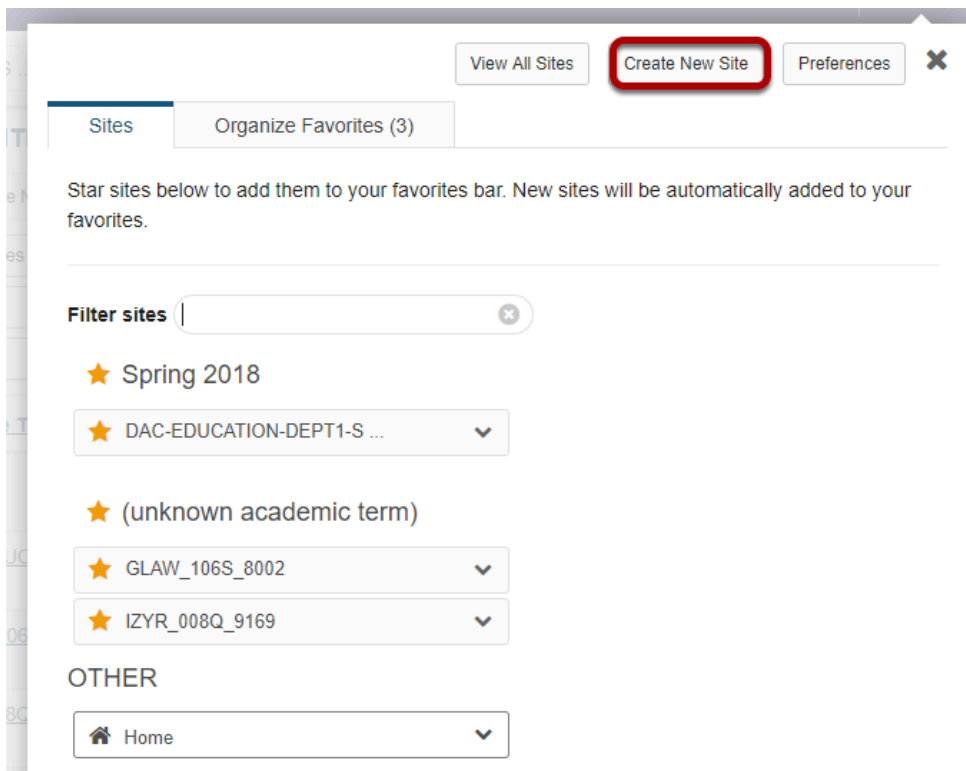 View All Sites
Create New Site
Preferences
Sites
Organize Favorites (3)
Star sites below to add them to your favorites bar. New sites will be automatically added to your
favorites.
Filter sites
Spring 2018
DAC-EDUCATION-DEPT1-S ...
(unknown academic term)
GLAW_106S_8002
IZYR_008Q_9169
OTHER
Home